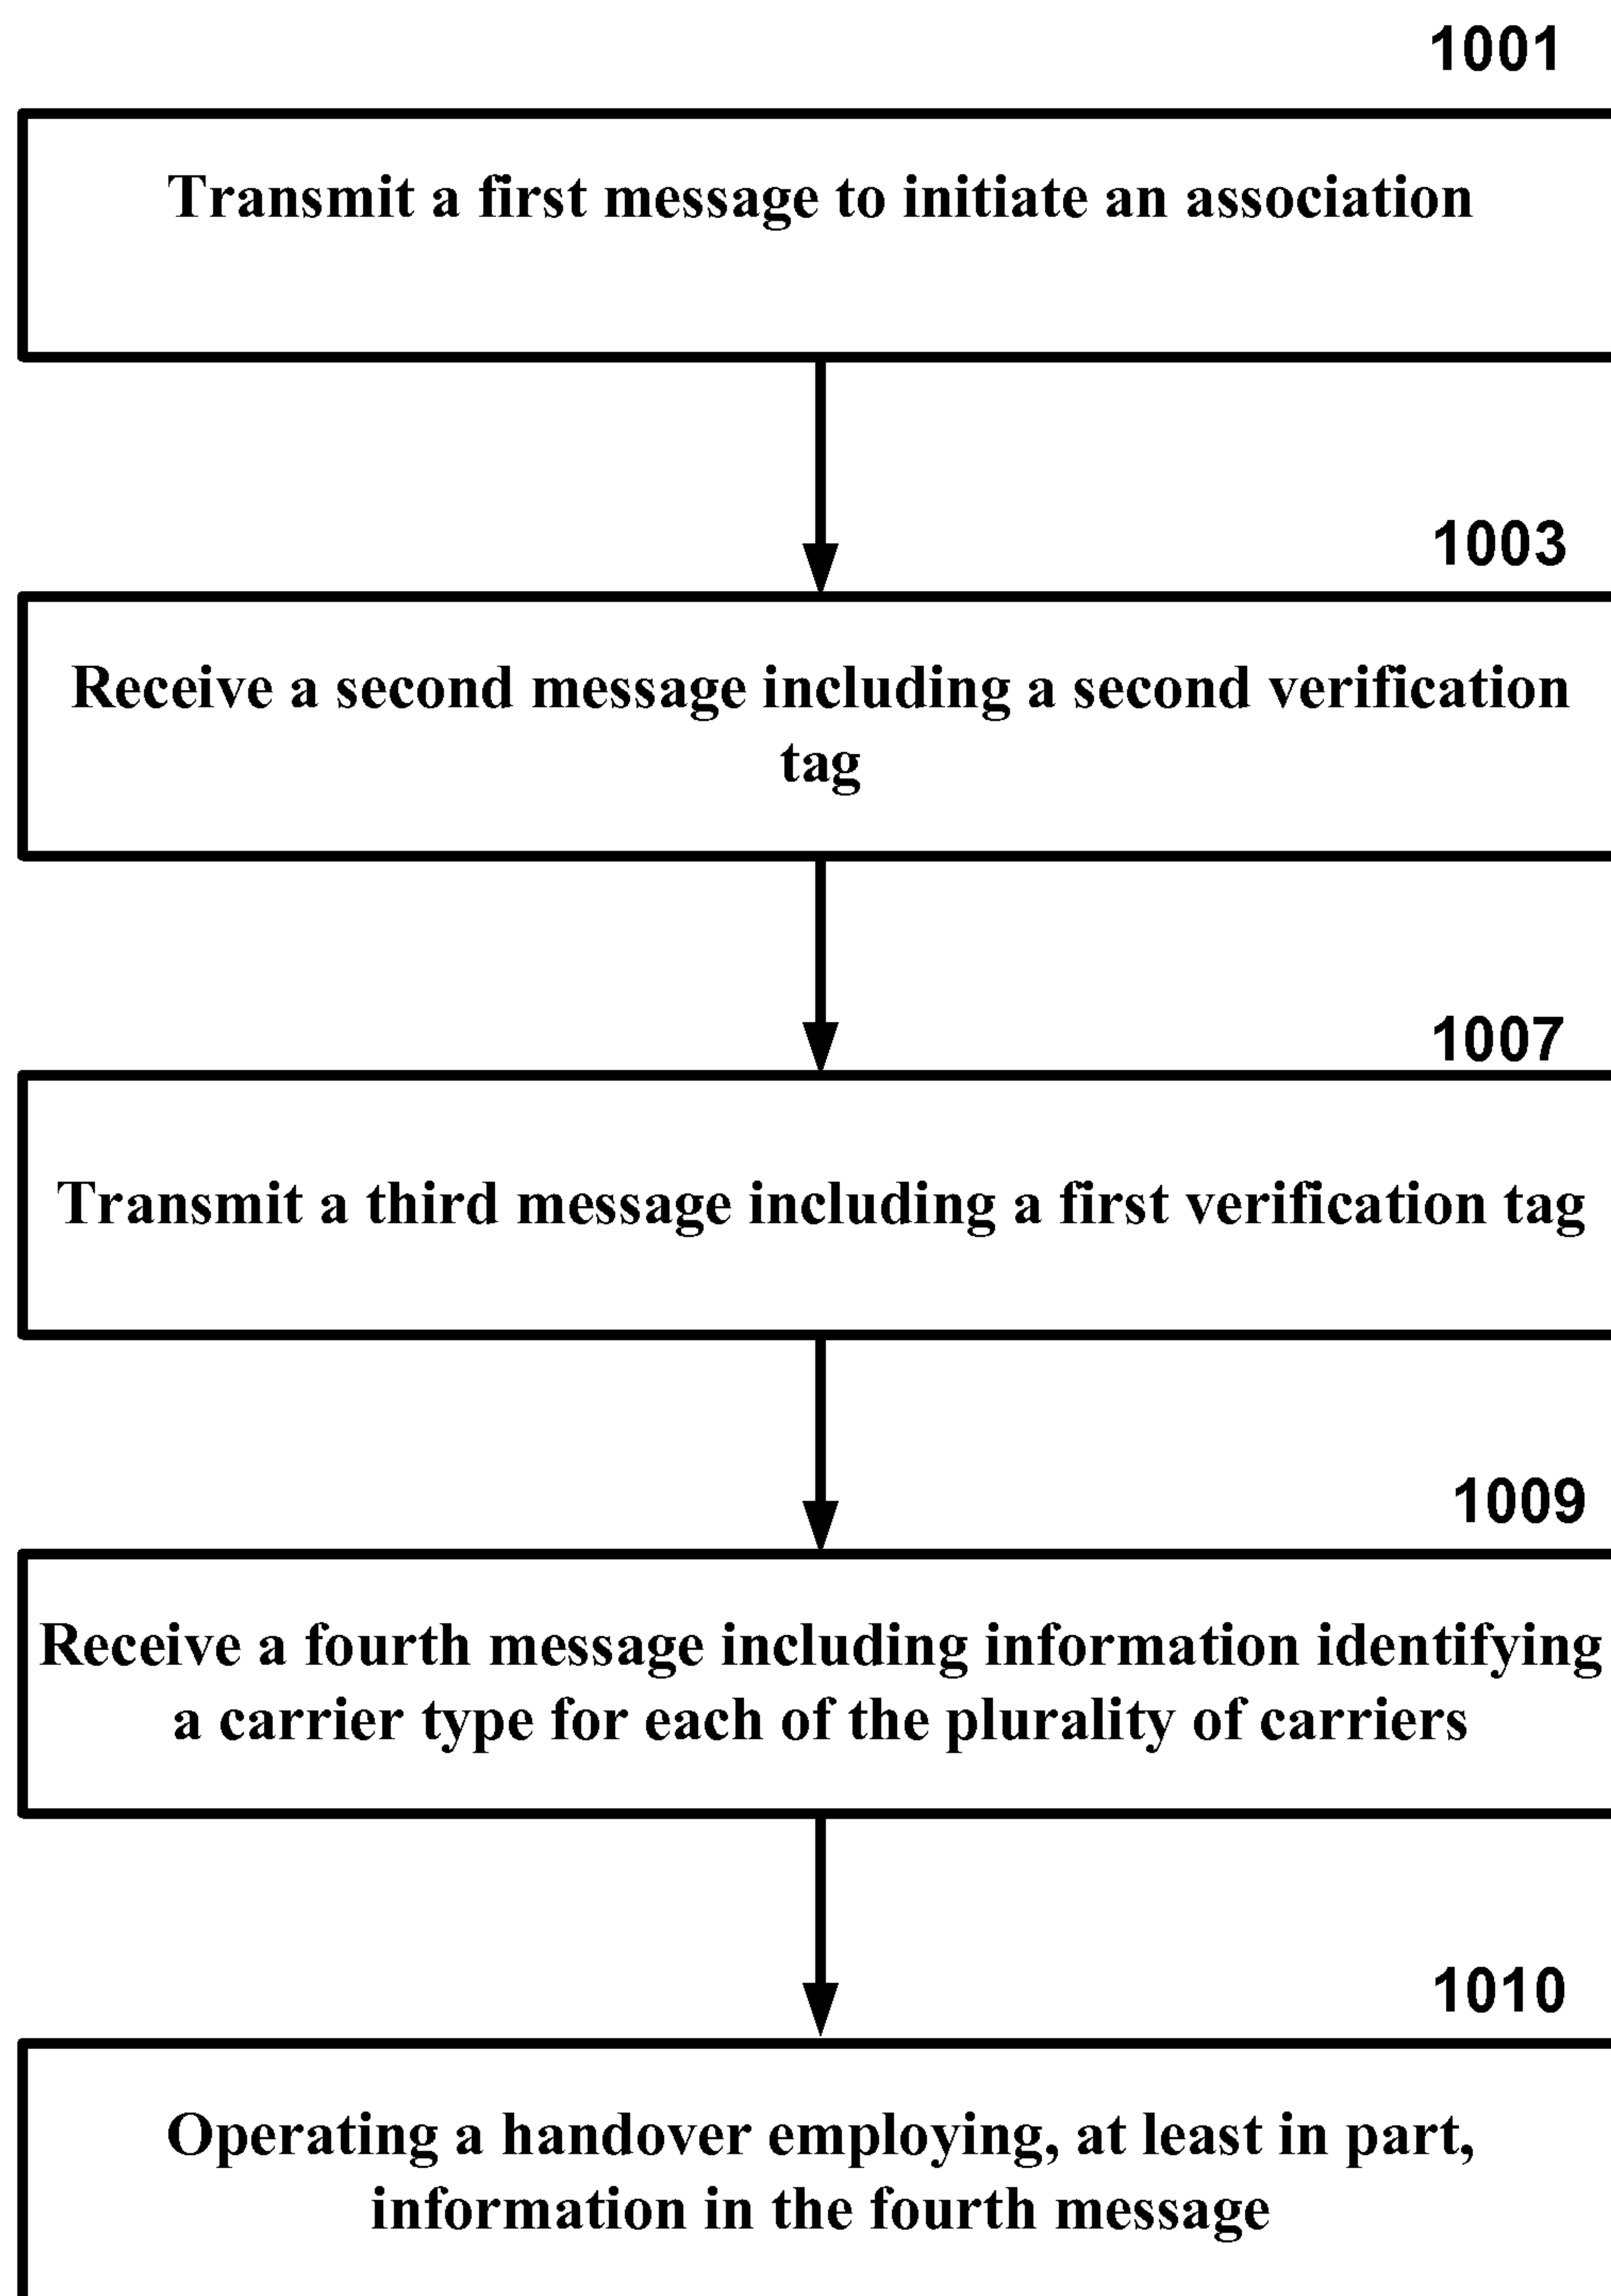 1001
Transmit a first message to initiate an association
1003
Receive a second message including a second verification
tag
1007
Transmit a third message including a first verification tag
1009
Receive a fourth message including information identifying
a carrier type for each of the plurality of carriers
1010
Operating a handover employing, at least in part,
information in the fourth message